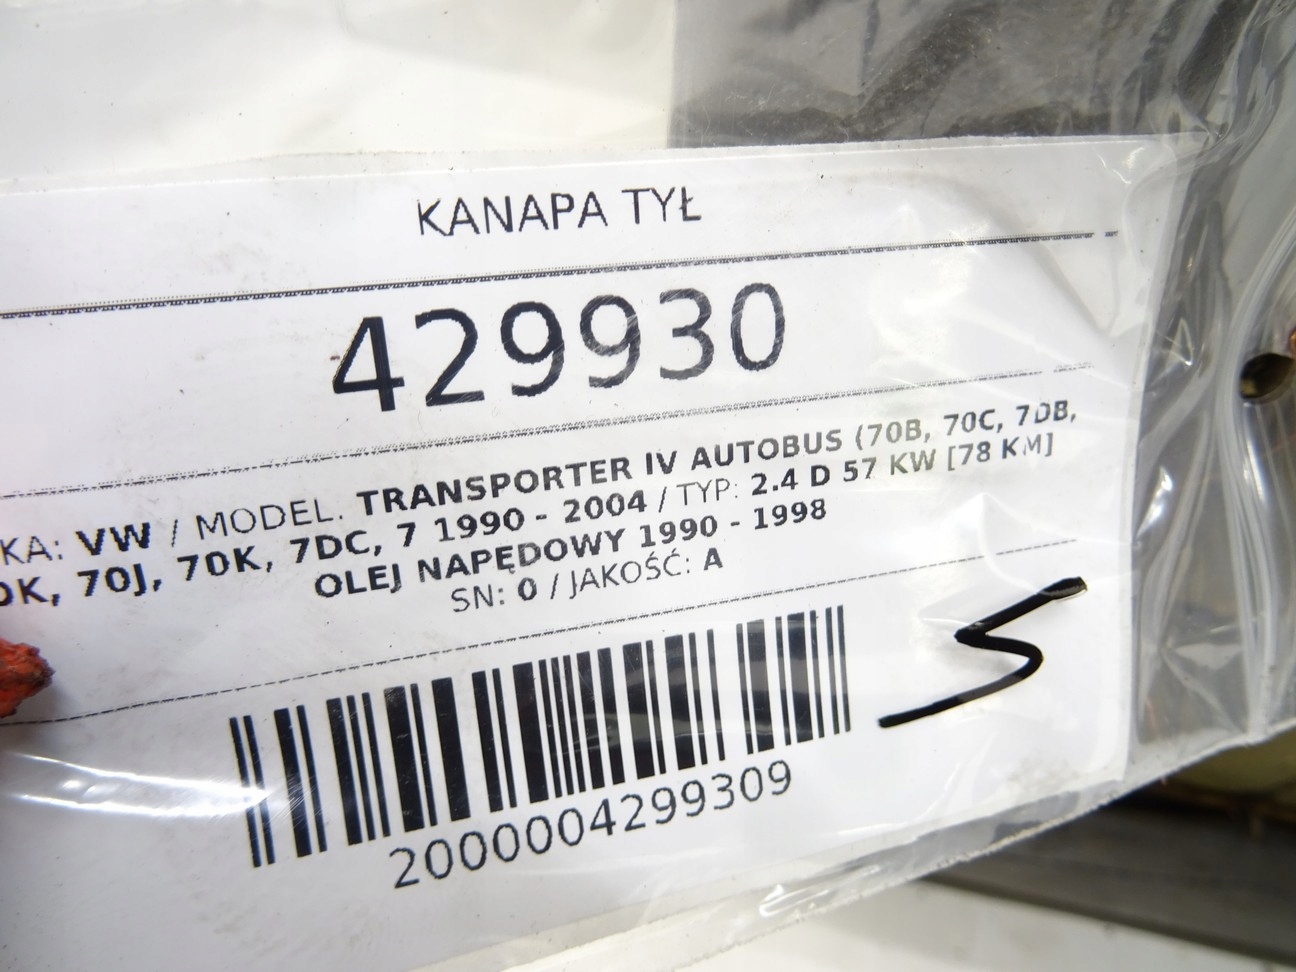 KANAPA TYŁ
429930
KA: VW / MODEL. TRANSPORTER IV AUTOBUS (70B, 70C, 7DB,
0K, 70J, 70K, 7DC, 7 1990 - 2004 / TYP: 2.4 D 57 KW [78 KM]
OLEJ NAPĘDOWY 1990 - 1998
SN: 0 / JAKOŚĆ: A
2000004299309